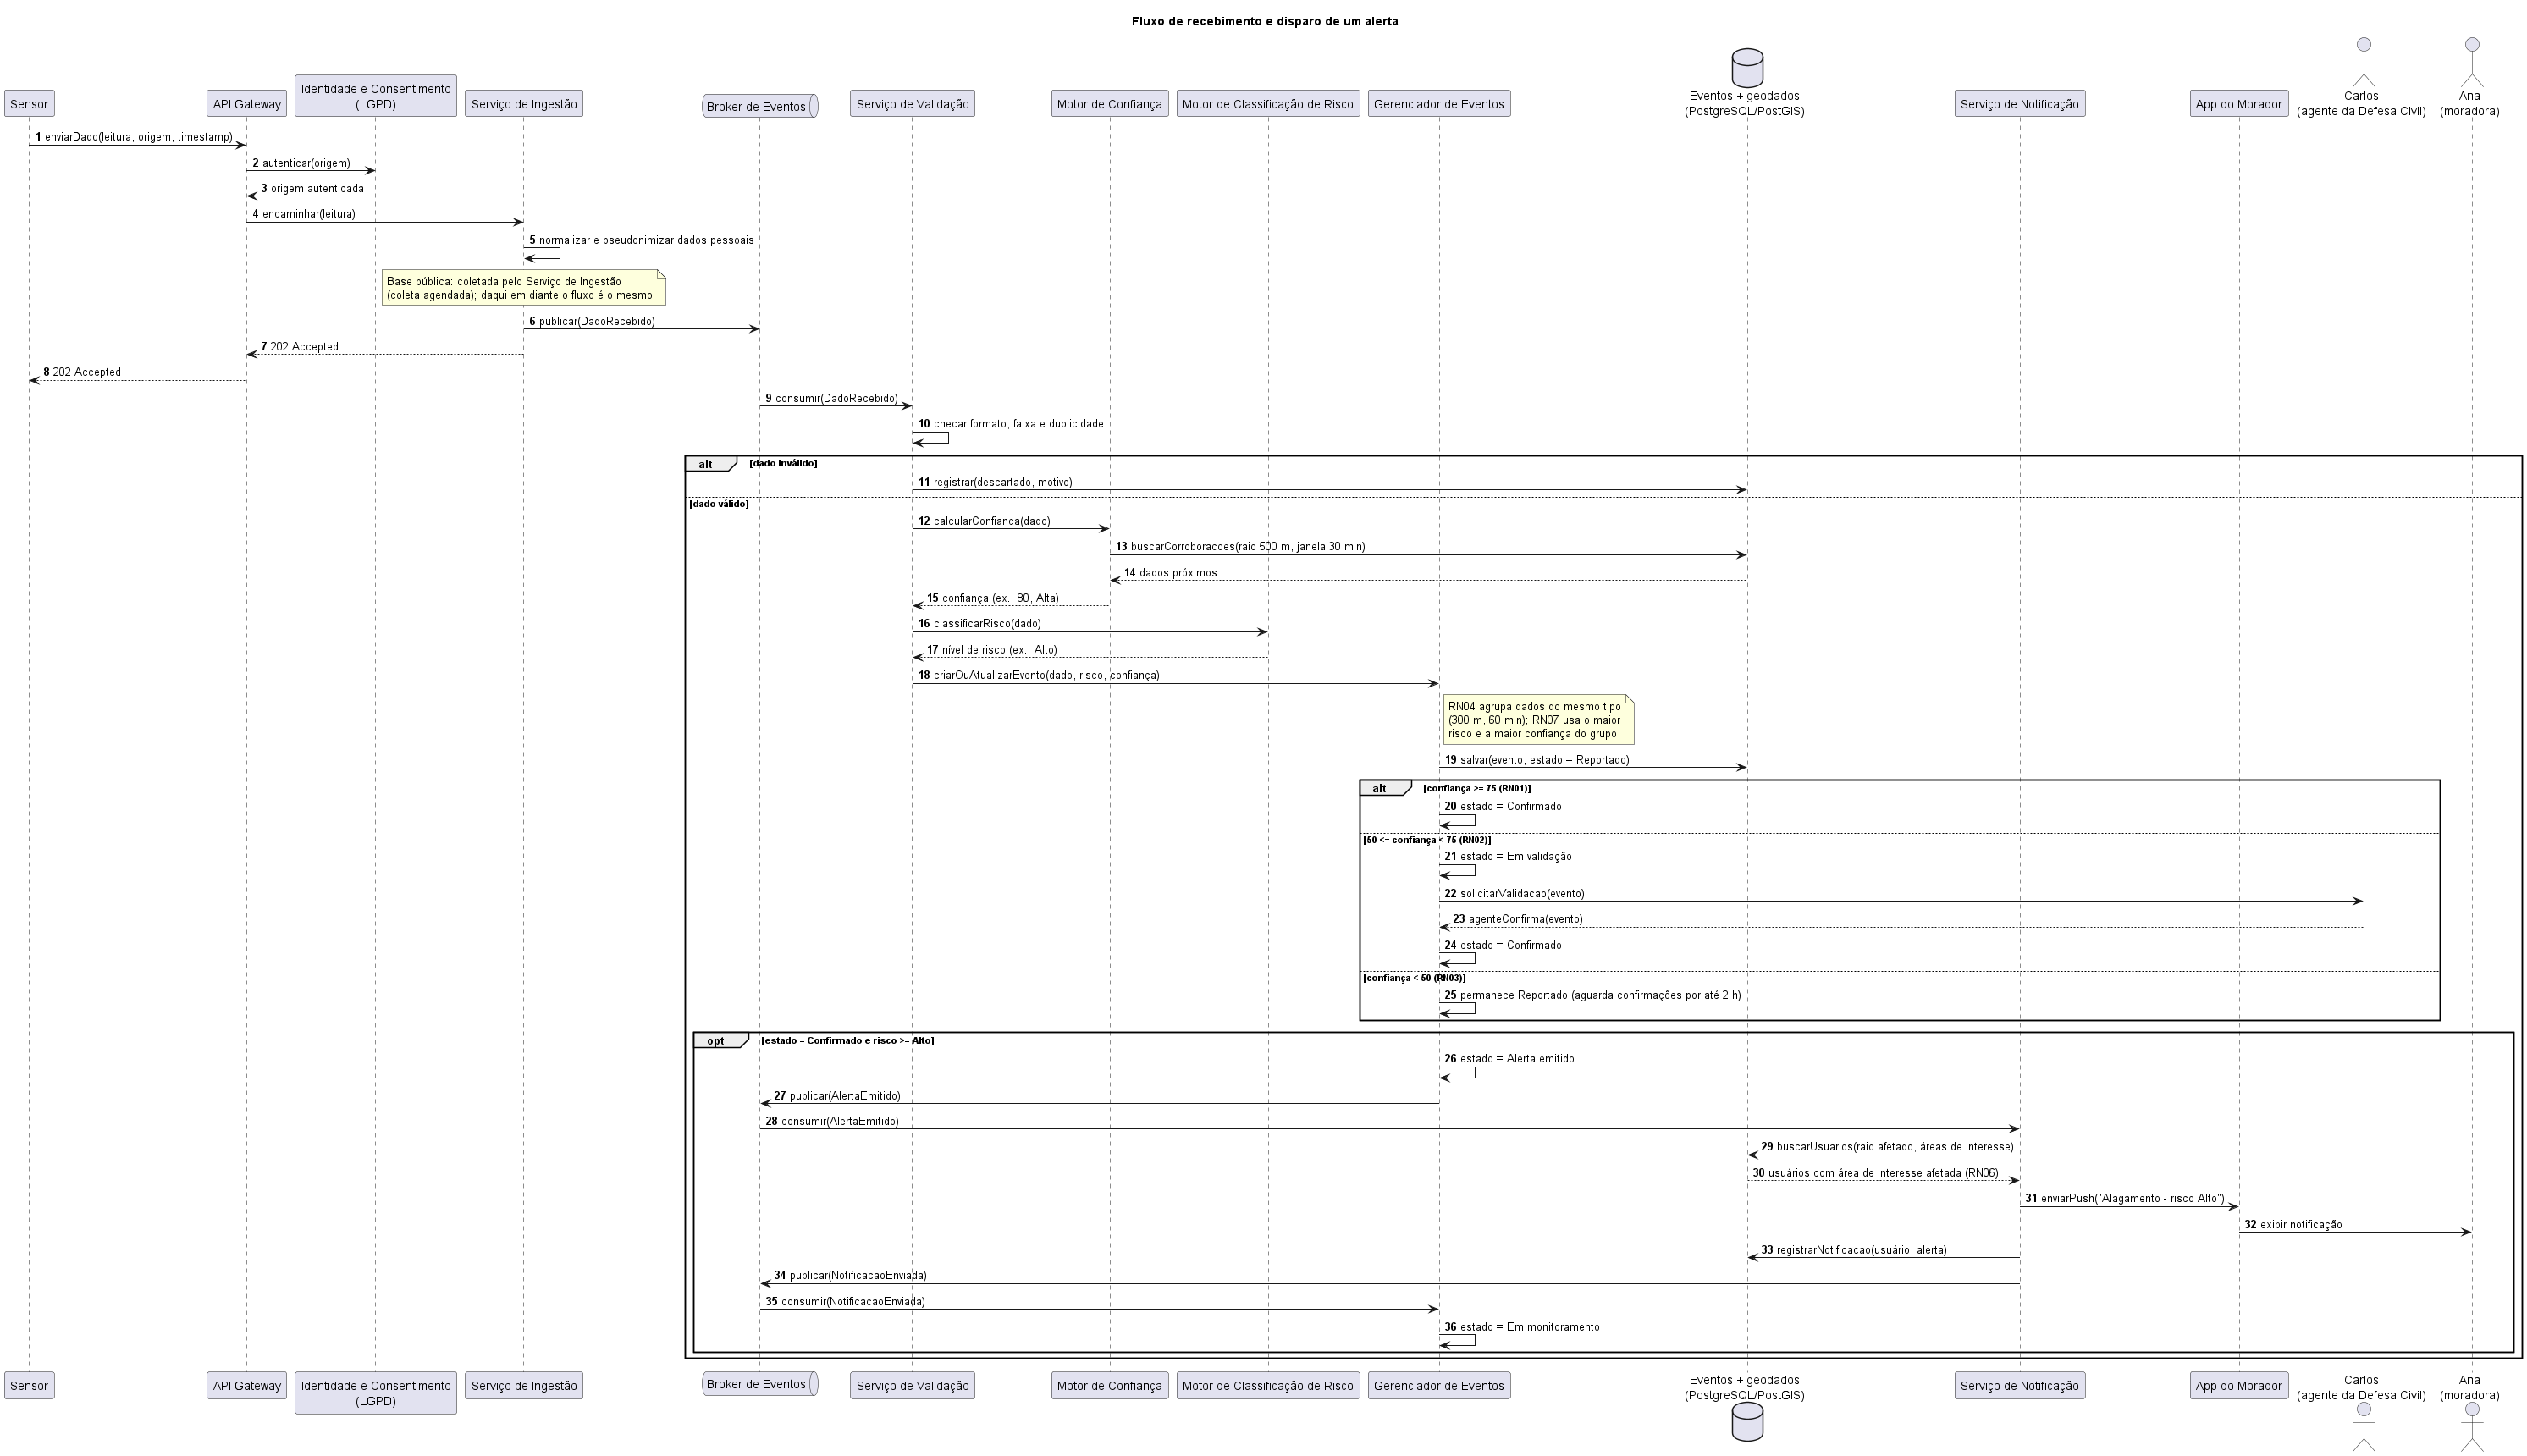 Fluxo de recebimento e disparo de um alerta
Sensor
API Gateway
Identidade e Consentimento
(LGPD)
Serviço de Ingestão
Broker de Eventos
Serviço de Validação
Motor de Confiança
Motor de Classificação de Risco
Gerenciador de Eventos
Eventos + geodados
(PostgreSQL/PostGIS)
Serviço de Notificação
App do Morador
Carlos
(agente da Defesa Civil)
Ana
(moradora)
1 enviarDado(leitura, origem, timestamp)
2 autenticar(origem)
3 origem autenticada
4 encaminhar(leitura)
5 normalizar e pseudonimizar dados pessoais
Base pública: coletada pelo Serviço de Ingestão
(coleta agendada); daqui em diante o fluxo é o mesmo
6 publicar(DadoRecebido)
7 202 Accepted
8 202 Accepted
9 consumir(DadoRecebido)
10 checar formato, faixa e duplicidade
alt [dado inválido]
11 registrar(descartado, motivo)
[dado válido]
12 calcularConfianca(dado)
13 buscarCorroboracoes(raio 500 m, janela 30 min)
14 dados próximos
15 confiança (ex.: 80, Alta)
16 classificarRisco(dado)
17 nível de risco (ex.: Alto)
18 criarOuAtualizarEvento(dado, risco, confiança)
RN04 agrupa dados do mesmo tipo
(300 m, 60 min); RN07 usa o maior
risco e a maior confiança do grupo
19 salvar(evento, estado = Reportado)
alt [confiança >= 75 (RN01)]
20 estado = Confirmado
[50 <= confiança < 75 (RN02)]
21 estado = Em validação
22 solicitarValidacao(evento)
23 agenteConfirma(evento)
24 estado = Confirmado
[confiança < 50 (RN03)]
25 permanece Reportado (aguarda confirmações por até 2 h)
opt [estado = Confirmado e risco >= Alto]
26 estado = Alerta emitido
27 publicar(AlertaEmitido)
28 consumir(AlertaEmitido)
29 buscarUsuarios(raio afetado, áreas de interesse)
30 usuários com área de interesse afetada (RN06)
31 enviarPush("Alagamento - risco Alto")
32 exibir notificação
33 registrarNotificacao(usuário, alerta)
34 publicar(NotificacaoEnviada)
35 consumir(NotificacaoEnviada)
36 estado = Em monitoramento
Sensor
API Gateway
Identidade e Consentimento
(LGPD)
Serviço de Ingestão
Broker de Eventos
Serviço de Validação
Motor de Confiança
Motor de Classificação de Risco
Gerenciador de Eventos
Eventos + geodados
(PostgreSQL/PostGIS)
Serviço de Notificação
App do Morador
Carlos
(agente da Defesa Civil)
Ana
(moradora)